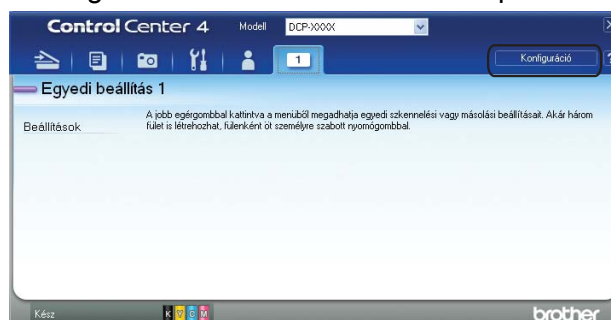 Control Center 4 Modell DCP-XXXX
1 Konfiguráció ?
Egyedi beállítás 1
Beállítások
A jobb egérgombbal kattintva a menüből megadhatja egyedi szkennelési vagy másolási beállításait. Akár három
fület is létrehozhat, fülenként öt személyre szabott nyomógombbal.
Kész K Y C M brother